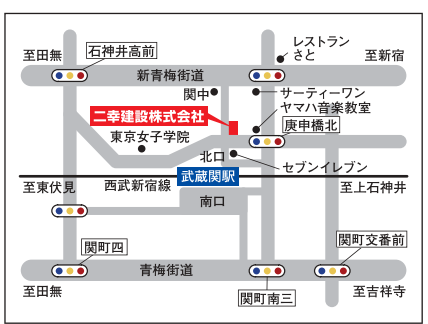 レストラン
さと
至田無
石神井高前
至新宿
新青梅街道
関中
サーティーワン
ヤマハ音楽教室
二幸建設株式会社
庚申橋北
東京女子学院
北口
セブンイレブン
武蔵関駅
至東伏見
西武新宿線
至上石神井
南口
関町四
関町交番前
青梅街道
至田無
関町南三
至吉祥寺